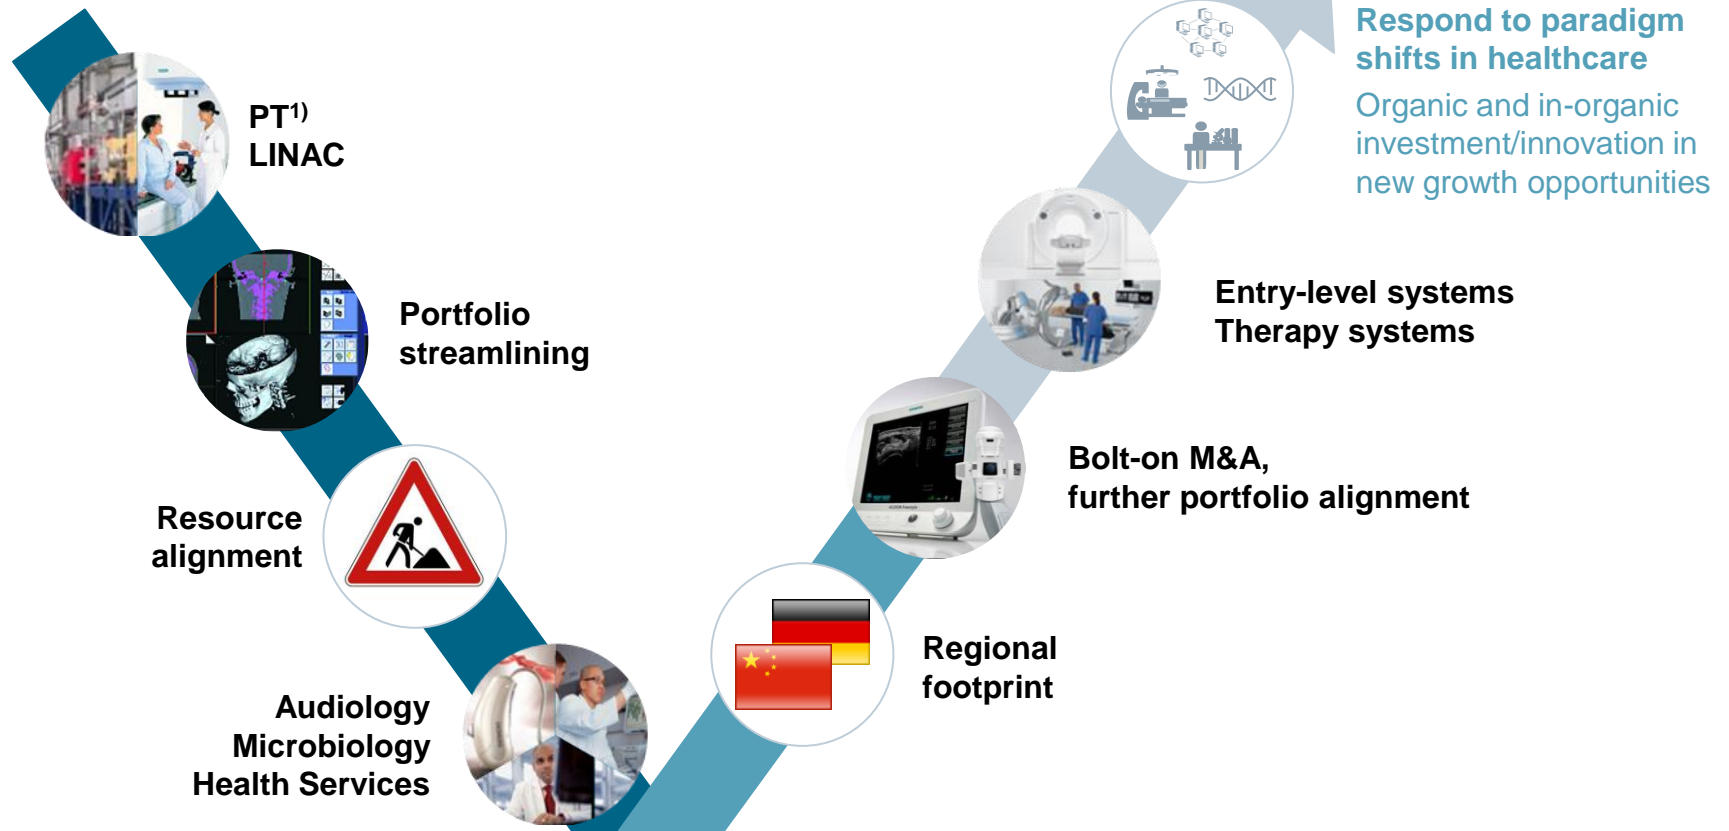 PT1)
LINAC
Portfolio
streamlining
Resource
alignment
Audiology
Microbiology
Health Services
Regional
footprint
Bolt-on M&A,
further portfolio alignment
Entry-level systems
Therapy systems
Respond to paradigm
shifts in healthcare
Organic and in-organic
investment/innovation in
new growth opportunities